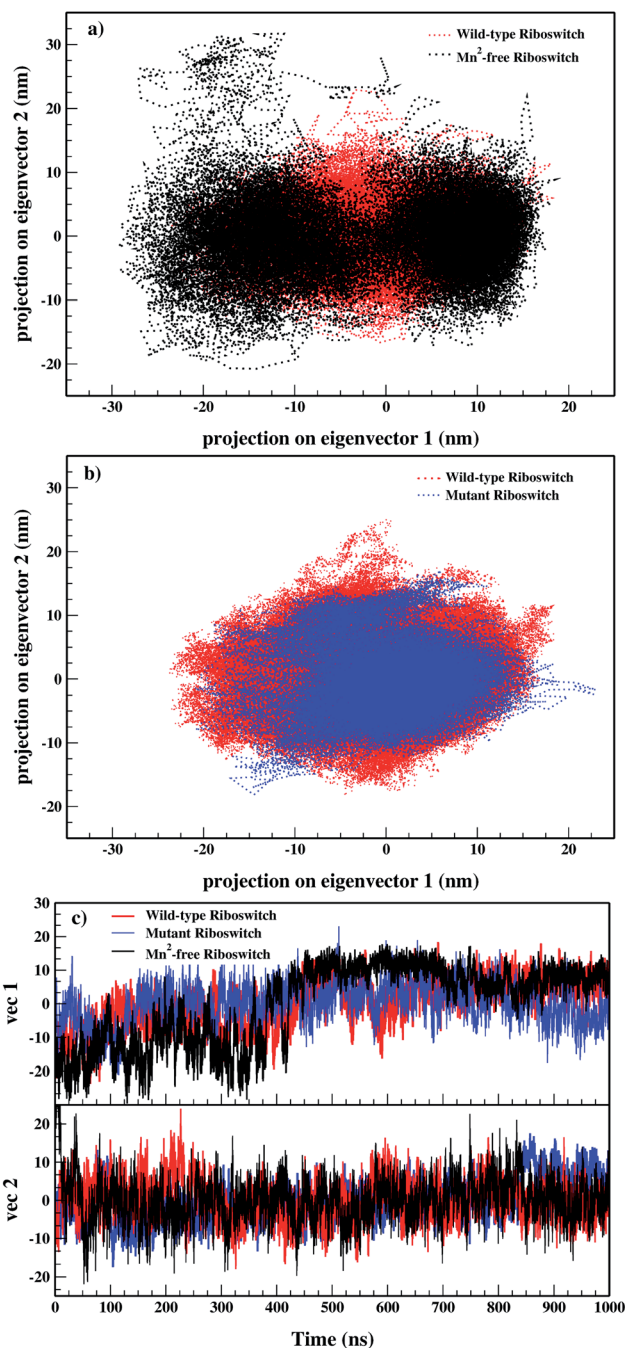 a)
Wild-type Riboswitch
Mn²-free Riboswitch
projection on eigenvector 2 (nm)
30
20
10
0
-10
-20
-30 -20 -10 0 10 20
projection on eigenvector 1 (nm)
b)
Wild-type Riboswitch
Mutant Riboswitch
projection on eigenvector 2 (nm)
30
20
10
0
-10
-20
-30 -20 -10 0 10 20
projection on eigenvector 1 (nm)
c)
Wild-type Riboswitch
Mutant Riboswitch
Mn²-free Riboswitch
vec 1
30
20
10
0
-10
-20
vec 2
20
10
0
-10
-20
0 100 200 300 400 500 600 700 800 900 1000
Time (ns)